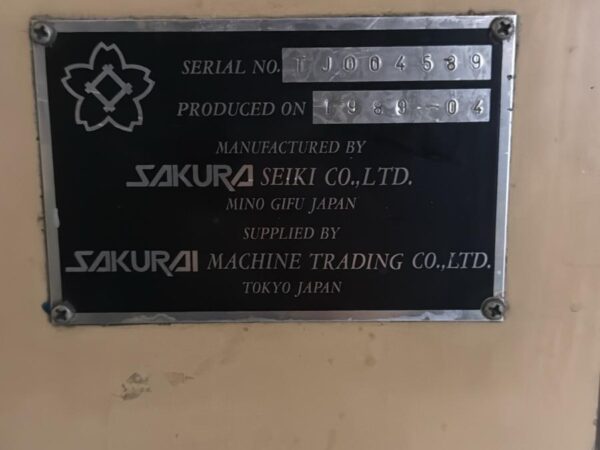 SERIAL NO. TJ004589
PRODUCED ON 1989-04
MANUFACTURED BY
SAKURA SEIKI CO.,LTD.
MINO GIFU JAPAN
SUPPLIED BY
SAKURAI MACHINE TRADING CO.,LTD.
TOKYO JAPAN